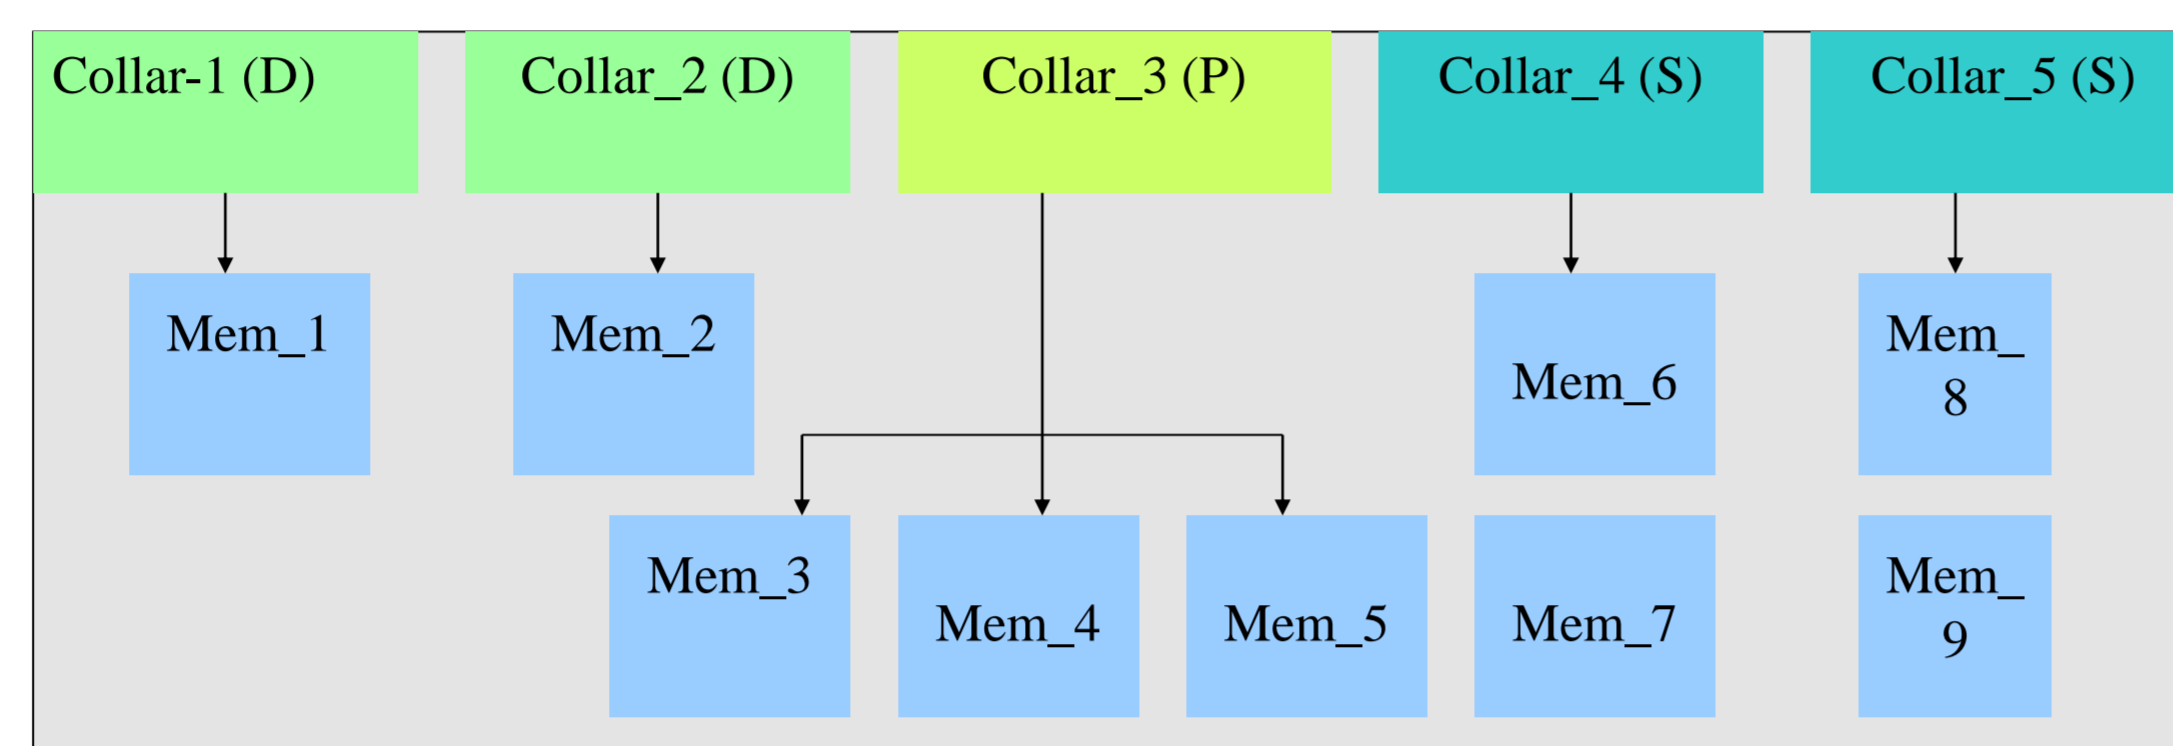 Collar-1 (D)
Collar_2 (D)
Collar_3 (P)
Collar_4 (S)
Collar_5 (S)
Mem_1
Mem_2
Mem_6
Mem_
8
Mem_3
Mem_4
Mem_5
Mem_7
Mem_
9